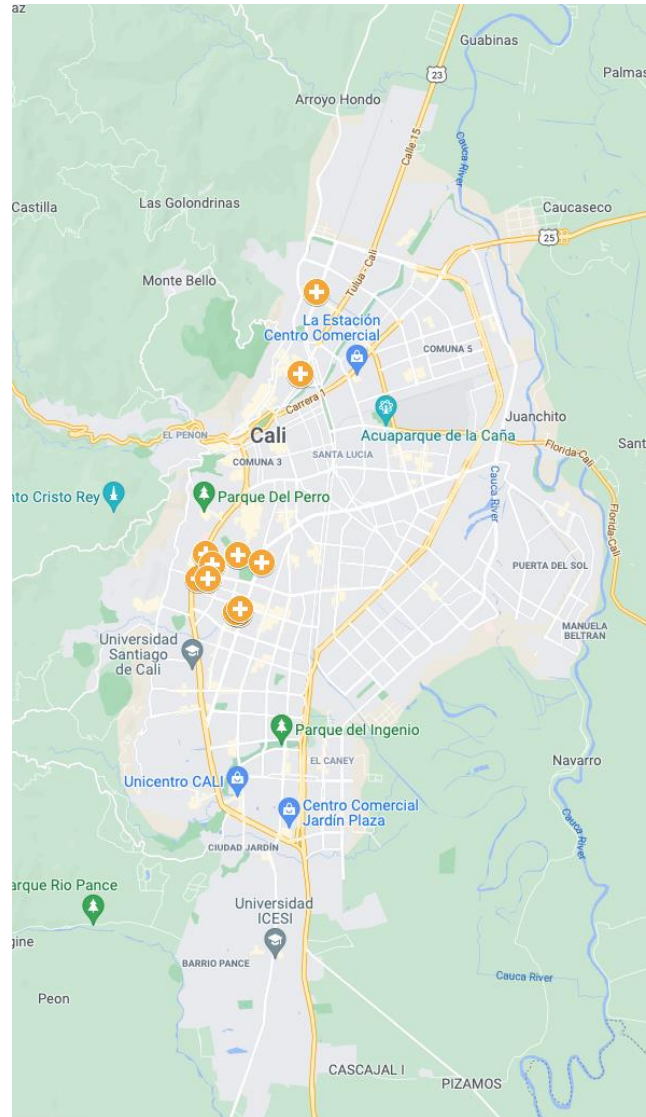 az
Guabinas
23
Palmas
Arroyo Hondo
Calle 15
Cauca River
Castilla
Las Golondrinas
Caucaseco
25
Tulua - Cali
Monte Bello
La Estación
Centro Comercial
COMUNA 5
Carrera 1
Juanchito
EL PEÑON
Cali
Acuaparque de la Caña
Florida-Cali
Sant
COMUNA 3
SANTA LUCIA
nto Cristo Rey
Parque Del Perro
Cauca River
Florida-Cali
PUERTA DEL SOL
MANUELA
BELTRAN
Universidad
Santiago
de Cali
Parque del Ingenio
EL CANEY
Navarro
Unicentro CALI
Centro Comercial
Jardín Plaza
Cauca River
CIUDAD JARDÍN
arque Rio Pance
Universidad
ICESI
gine
BARRIO PANCE
Cauca River
Peon
CASCAJAL I
PIZAMOS